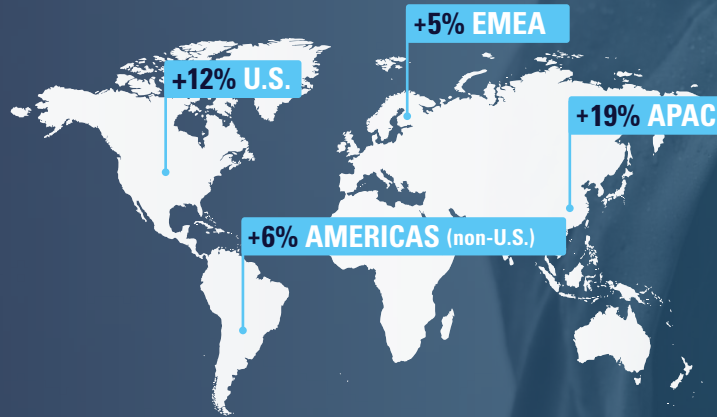 +5% EMEA
+12% U.S.
+19% APAC
+6% AMERICAS (non-U.S.)